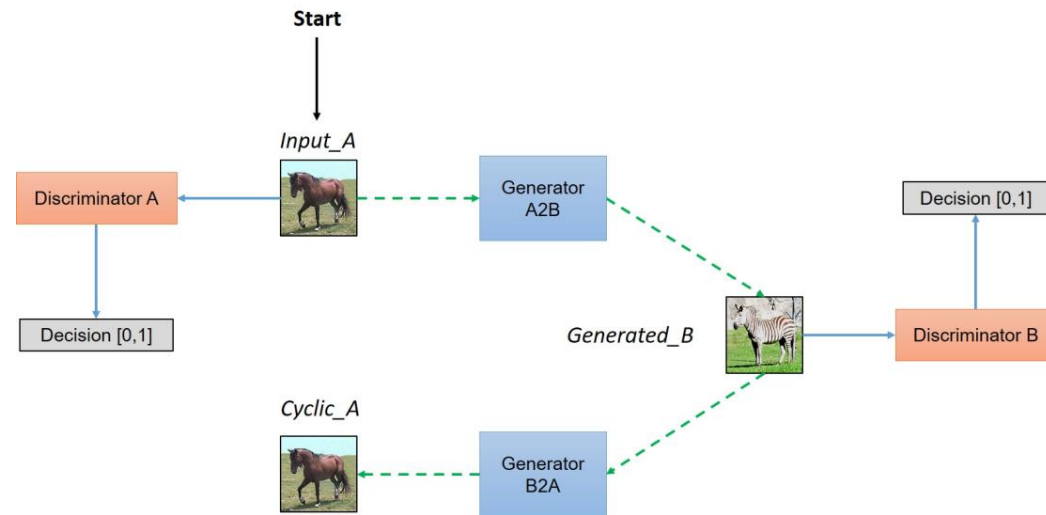 Start
Input_A
Discriminator A
Generator
A2B
Decision [0,1]
Decision [0,1]
Generated_B
Discriminator B
Cyclic_A
Generator
B2A